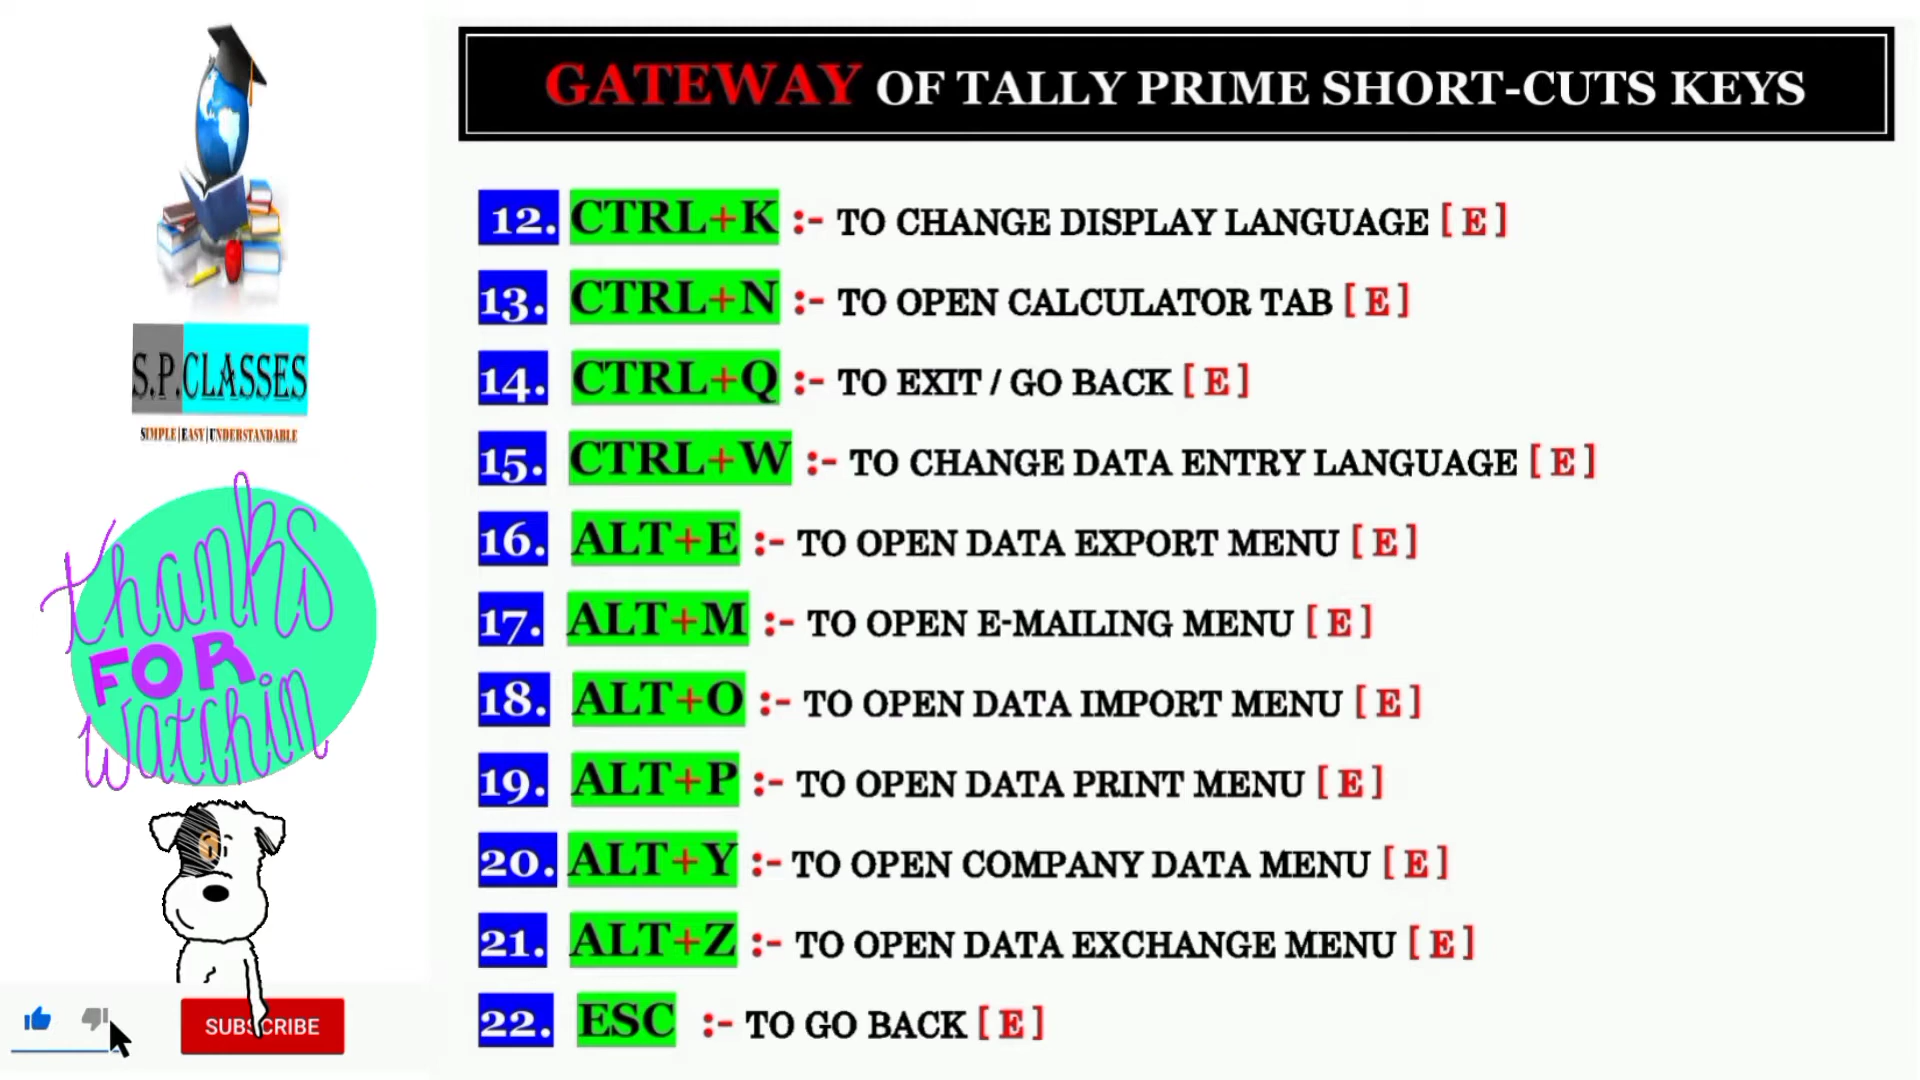 GATEWAY OF TALLY PRIME SHORT-CUTS KEYS
12. CTRL+K :- TO CHANGE DISPLAY LANGUAGE [ E ]
13. CTRL+N :- TO OPEN CALCULATOR TAB [ E ]
14. CTRL+Q :- TO EXIT / GO BACK [ E ]
15. CTRL+W :- TO CHANGE DATA ENTRY LANGUAGE [ E ]
16. ALT+E :- TO OPEN DATA EXPORT MENU [ E ]
17. ALT+M :- TO OPEN E-MAILING MENU [ E ]
18. ALT+O :- TO OPEN DATA IMPORT MENU [ E ]
19. ALT+P :- TO OPEN DATA PRINT MENU [ E ]
20. ALT+Y :- TO OPEN COMPANY DATA MENU [ E ]
21. ALT+Z :- TO OPEN DATA EXCHANGE MENU [ E ]
22. ESC :- TO GO BACK [ E ]
S.P.CLASSES
SIMPLE|EASY|UNDERSTANDABLE
thanks
FOR
watchin
SUBSCRIBE